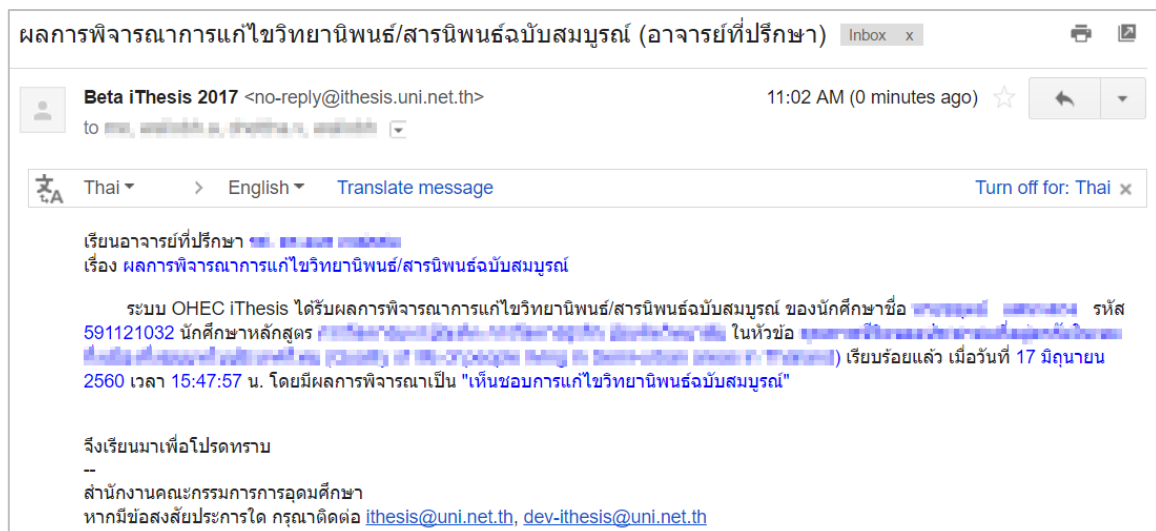 ผลการพิจารณาการแก้ไขวิทยานิพนธ์/สารนิพนธ์ฉบับสมบูรณ์ (อาจารย์ที่ปรึกษา) Inbox x
Beta iThesis 2017 <no-reply@ithesis.uni.net.th> 11:02 AM (0 minutes ago)
to
Thai > English Translate message Turn off for: Thai x
เรียนอาจารย์ที่ปรึกษา
เรื่อง ผลการพิจารณาการแก้ไขวิทยานิพนธ์/สารนิพนธ์ฉบับสมบูรณ์
ระบบ OHEC iThesis ได้รับผลการพิจารณาการแก้ไขวิทยานิพนธ์/สารนิพนธ์ฉบับสมบูรณ์ ของนักศึกษาชื่อ รหัส
591121032 นักศึกษาหลักสูตร ในหัวข้อ
) เรียบร้อยแล้ว เมื่อวันที่ 17 มิถุนายน
2560 เวลา 15:47:57 น. โดยมีผลการพิจารณาเป็น "เห็นชอบการแก้ไขวิทยานิพนธ์ฉบับสมบูรณ์"
จึงเรียนมาเพื่อโปรดทราบ
--
สำนักงานคณะกรรมการการอุดมศึกษา
หากมีข้อสงสัยประการใด กรุณาติดต่อ ithesis@uni.net.th, dev-ithesis@uni.net.th